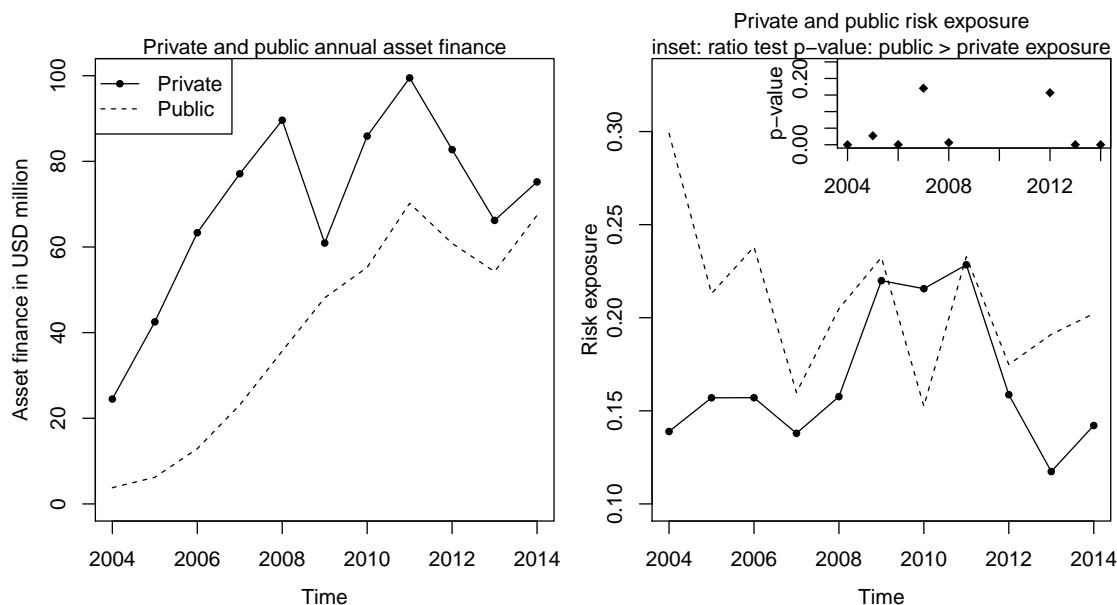 Private and public annual asset finance
Private
Public
Asset finance in USD million
0
20
40
60
80
100
2004 2006 2008 2010 2012 2014
Time
Private and public risk exposure
inset: ratio test p−value: public > private exposure
p−value
0.00 0.20
2004 2008 2012
Risk exposure
0.10
0.15
0.20
0.25
0.30
2004 2006 2008 2010 2012 2014
Time